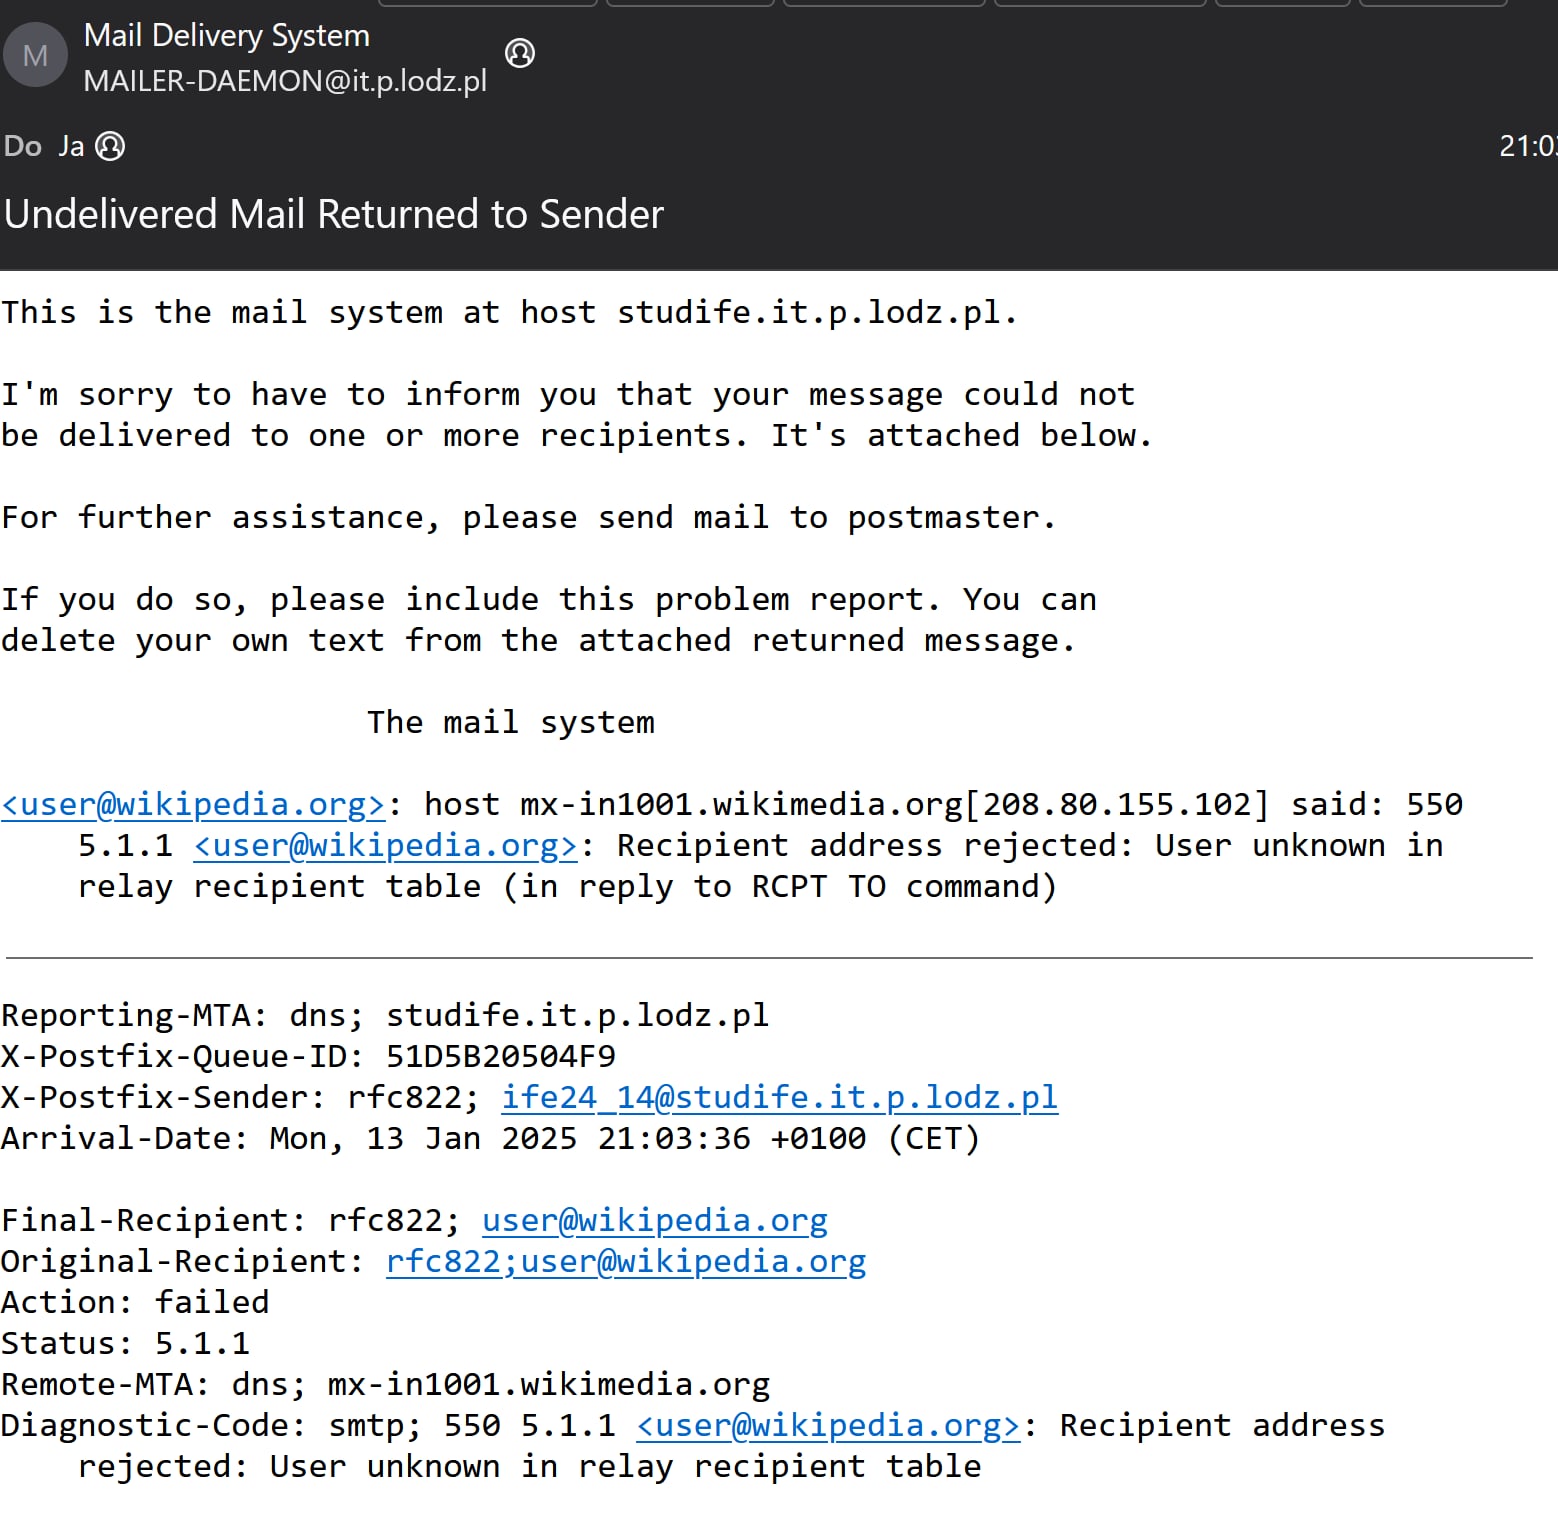 M
Mail Delivery System
MAILER-DAEMON@it.p.lodz.pl
Do Ja
21:03
Undelivered Mail Returned to Sender
This is the mail system at host studife.it.p.lodz.pl.
I'm sorry to have to inform you that your message could not
be delivered to one or more recipients. It's attached below.
For further assistance, please send mail to postmaster.
If you do so, please include this problem report. You can
delete your own text from the attached returned message.
The mail system
<user@wikipedia.org>: host mx-in1001.wikimedia.org[208.80.155.102] said: 550
5.1.1 <user@wikipedia.org>: Recipient address rejected: User unknown in
relay recipient table (in reply to RCPT TO command)
Reporting-MTA: dns; studife.it.p.lodz.pl
X-Postfix-Queue-ID: 51D5B20504F9
X-Postfix-Sender: rfc822; ife24_14@studife.it.p.lodz.pl
Arrival-Date: Mon, 13 Jan 2025 21:03:36 +0100 (CET)
Final-Recipient: rfc822; user@wikipedia.org
Original-Recipient: rfc822;user@wikipedia.org
Action: failed
Status: 5.1.1
Remote-MTA: dns; mx-in1001.wikimedia.org
Diagnostic-Code: smtp; 550 5.1.1 <user@wikipedia.org>: Recipient address
rejected: User unknown in relay recipient table